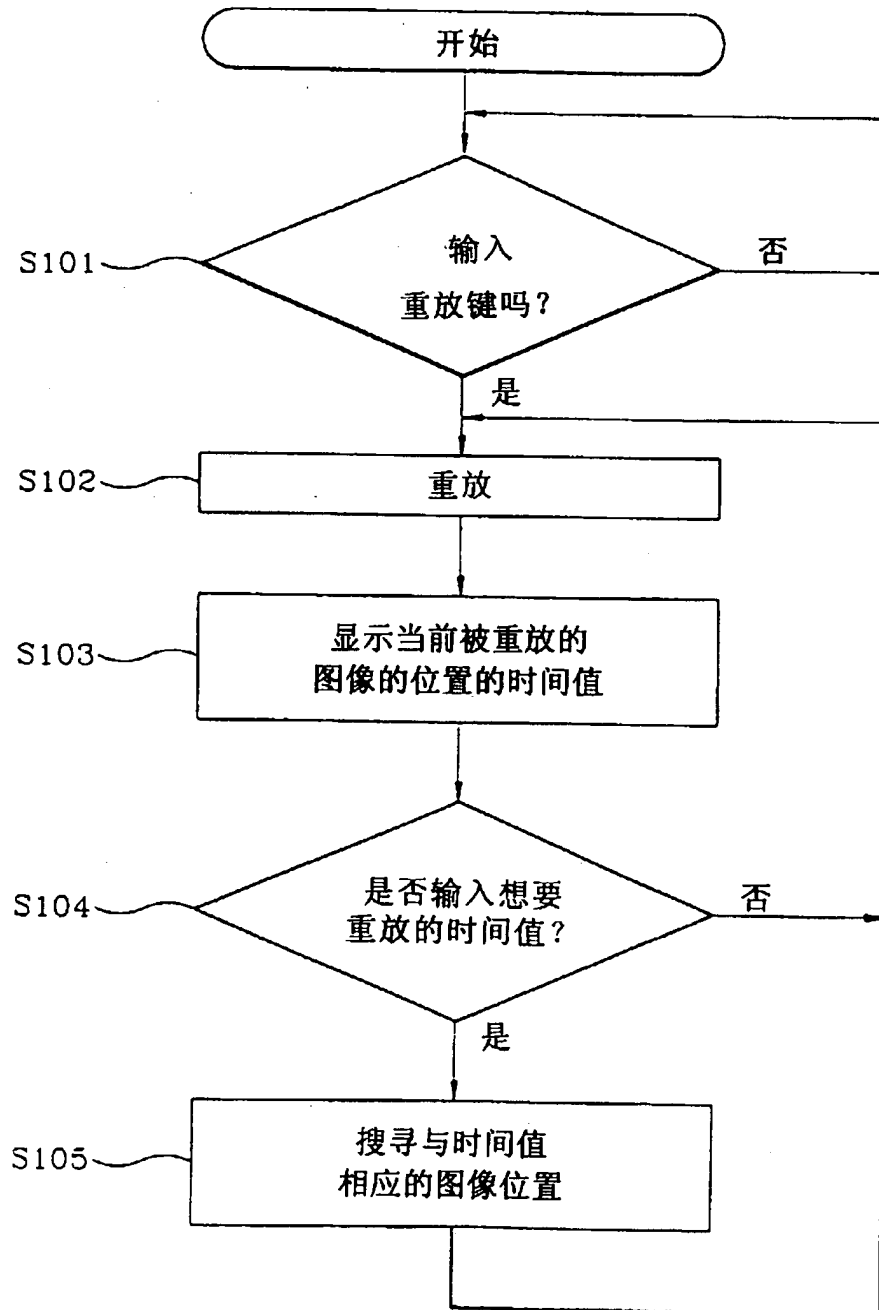 开始
S101
输入
重放键吗？
否
是
S102
重放
S103
显示当前被重放的
图像的位置的时间值
S104
是否输入想要
重放的时间值？
否
是
S105
搜寻与时间值
相应的图像位置